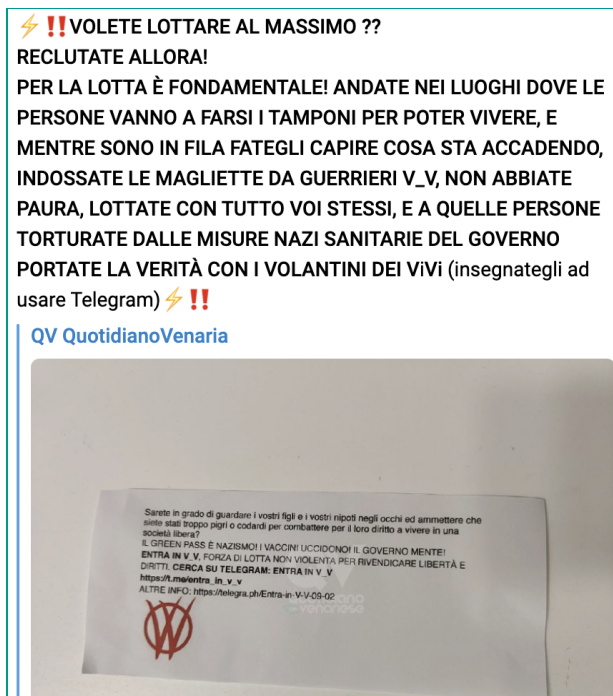 ⚡‼️VOLETE LOTTARE AL MASSIMO ??
RECLUTATE ALLORA!
PER LA LOTTA È FONDAMENTALE! ANDATE NEI LUOGHI DOVE LE
PERSONE VANNO A FARSI I TAMPONI PER POTER VIVERE, E
MENTRE SONO IN FILA FATEGLI CAPIRE COSA STA ACCADENDO,
INDOSSATE LE MAGLIETTE DA GUERRIERI V_V, NON ABBIATE
PAURA, LOTTATE CON TUTTO VOI STESSI, E A QUELLE PERSONE
TORTURATE DALLE MISURE NAZI SANITARIE DEL GOVERNO
PORTATE LA VERITÀ CON I VOLANTINI DEI ViVi (insegnategli ad
usare Telegram)⚡‼️
QV QuotidianoVenaria
Sarete in grado di guardare i vostri figli e i vostri nipoti negli occhi ed ammettere che
siete stati troppo pigri o codardi per combattere per il loro diritto a vivere in una
società libera?
IL GREEN PASS È NAZISMO! I VACCINI UCCIDONO! IL GOVERNO MENTE!
ENTRA IN V_V, FORZA DI LOTTA NON VIOLENTA PER RIVENDICARE LIBERTÀ E
DIRITTI. CERCA SU TELEGRAM: ENTRA IN V_V
https://t.me/entra_in_v_v
ALTRE INFO: https://telegra.ph/Entra-in-V-V-09-02
venariese